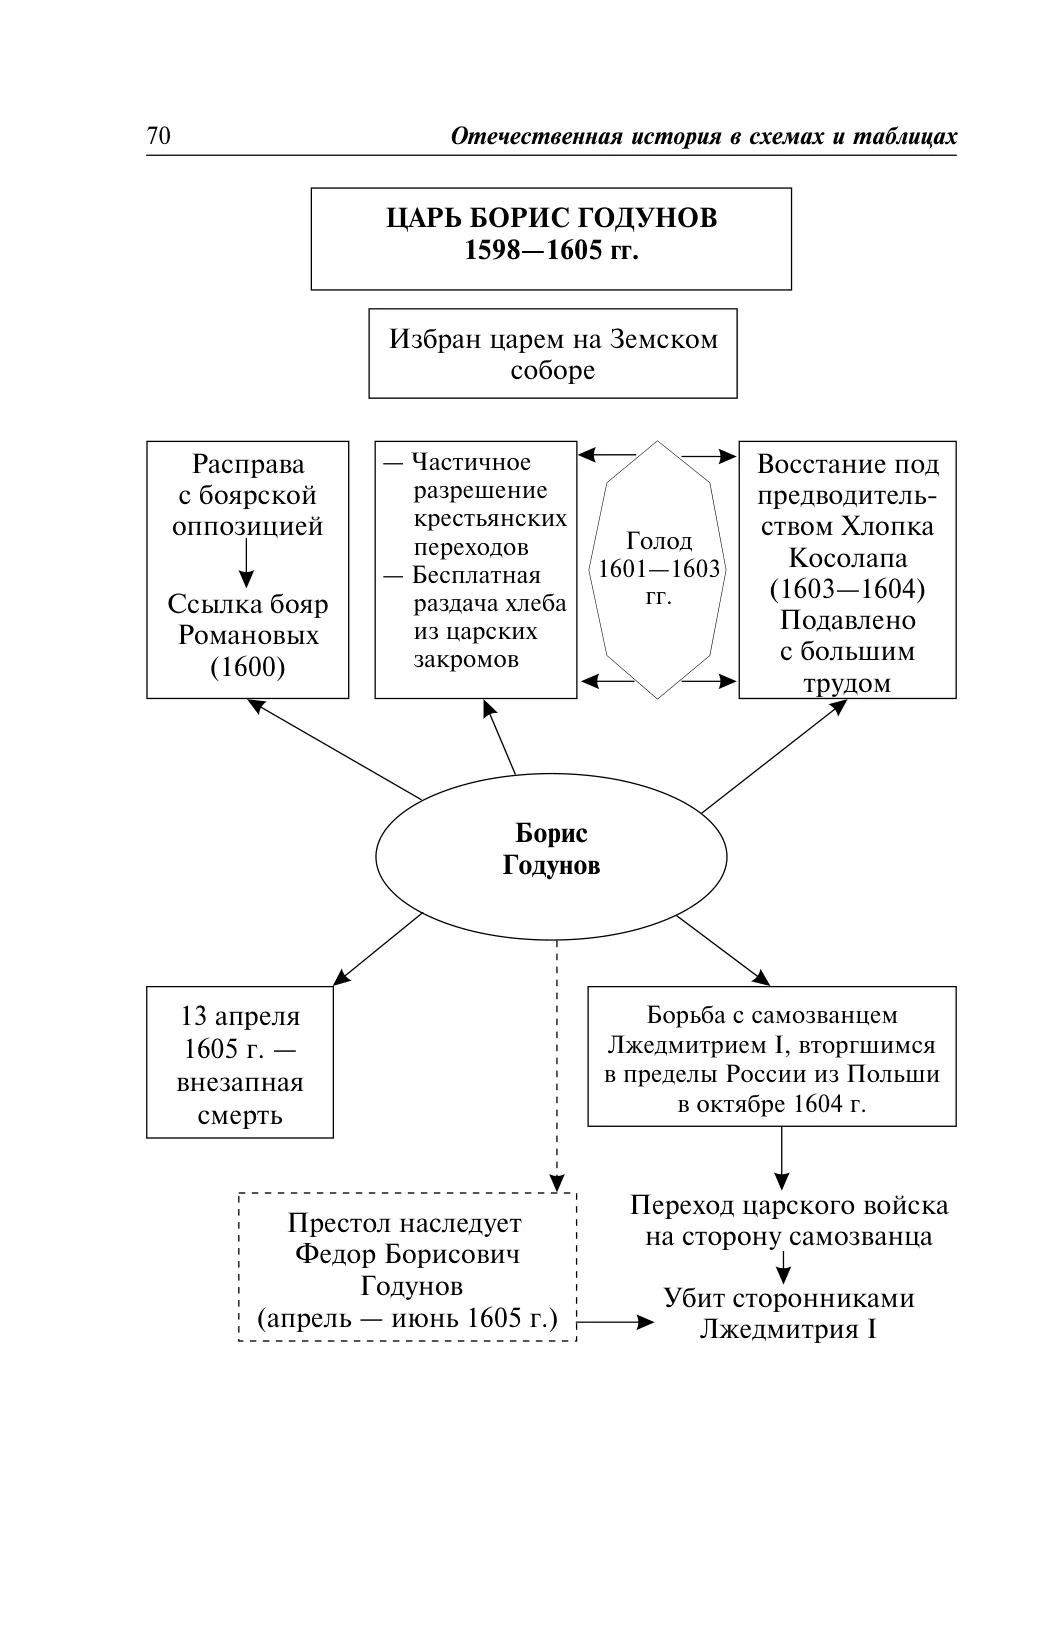 70
Отечественная история в схемах и таблицах
ЦАРЬ БОРИС ГОДУНОВ
1598—1605 гг.
Избран царем на Земском
соборе
Расправа
с боярской
оппозицией
Ссылка бояр
Романовых
(1600)
— Частичное
разрешение
крестьянских
переходов
— Бесплатная
раздача хлеба
из царских
закромов
Голод
1601—1603
гг.
Восстание под
предводитель-
ством Хлопка
Косолапа
(1603—1604)
Подавлено
с большим
трудом
Борис
Годунов
13 апреля
1605 г. —
внезапная
смерть
Борьба с самозванцем
Лжедмитрием I, вторгшимся
в пределы России из Польши
в октябре 1604 г.
Престол наследует
Федор Борисович
Годунов
(апрель — июнь 1605 г.)
Переход царского войска
на сторону самозванца
Убит сторонниками
Лжедмитрия I